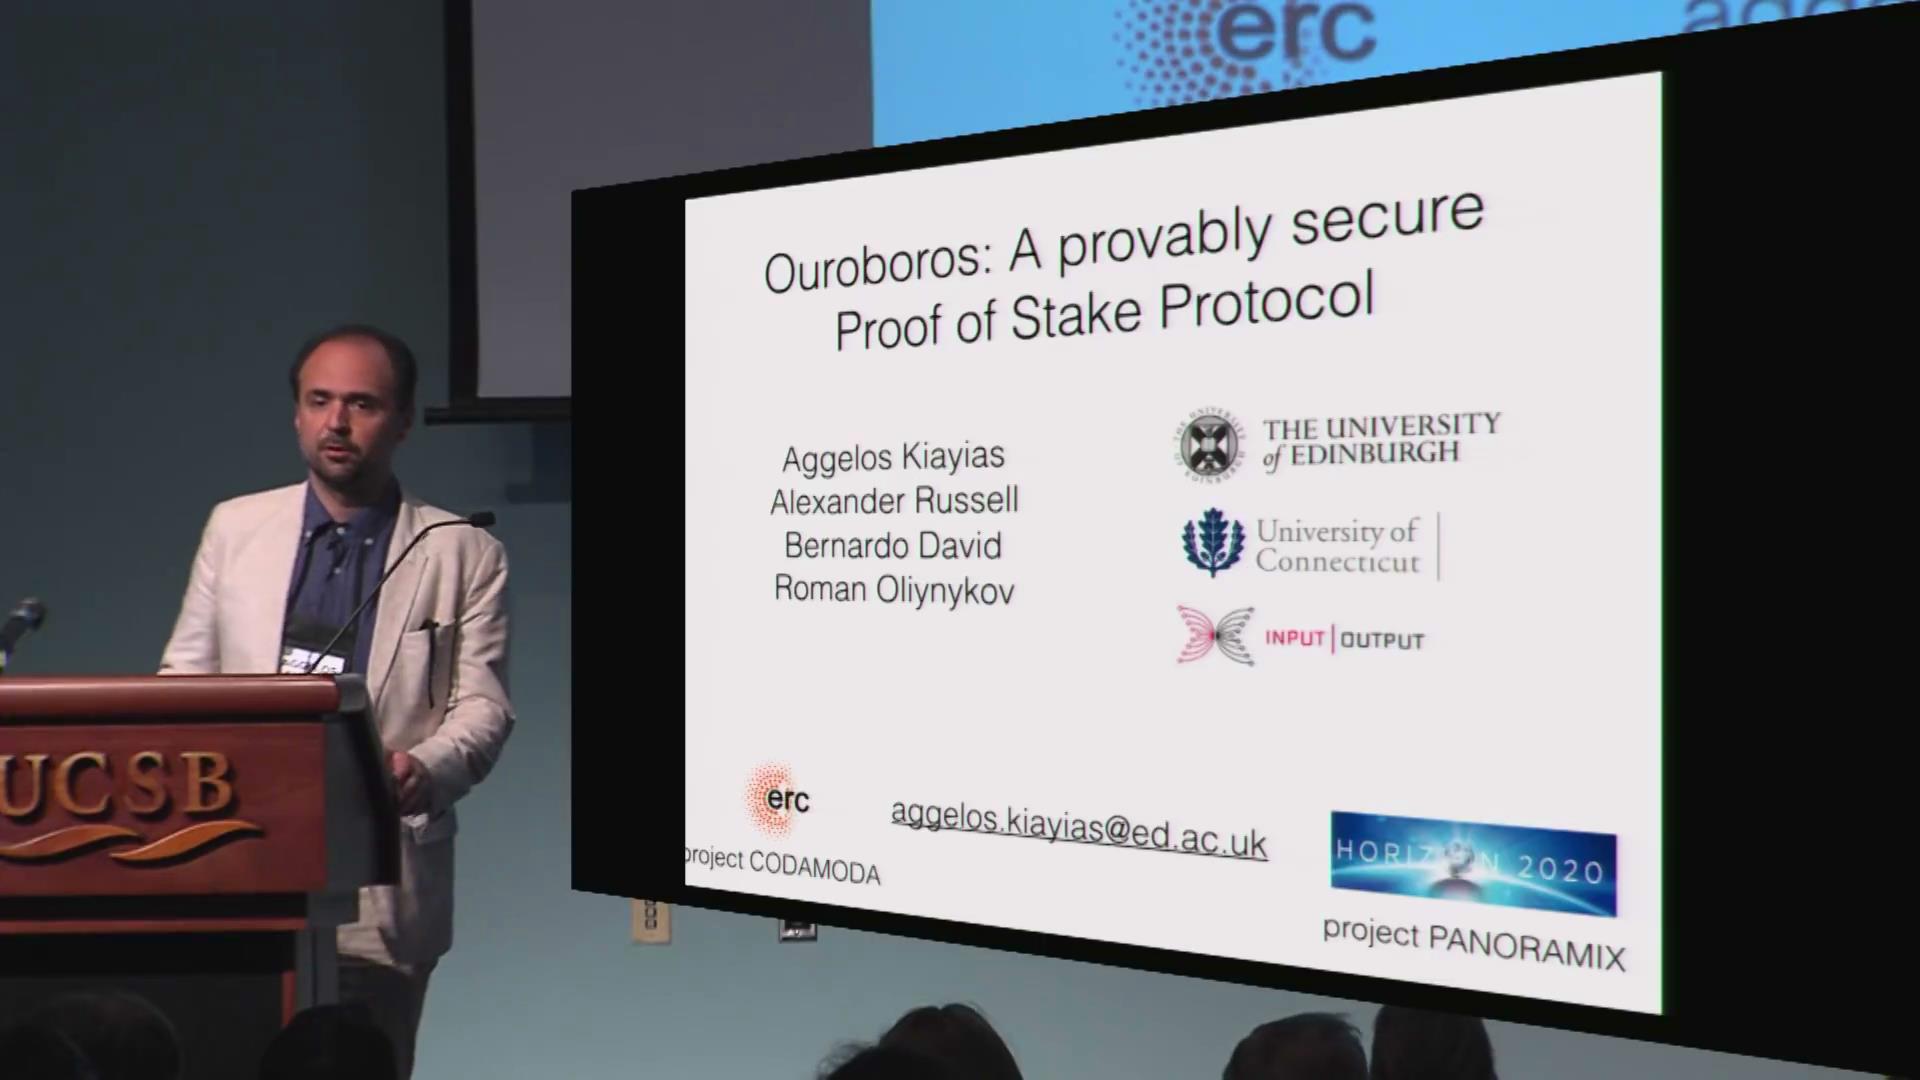 erc
Ouroboros: A provably secure
Proof of Stake Protocol
Aggelos Kiayias
Alexander Russell
Bernardo David
Roman Oliynykov
THE UNIVERSITY
of EDINBURGH
University of
Connecticut
INPUT | OUTPUT
erc
project CODAMODA
aggelos.kiayias@ed.ac.uk
HORIZON 2020
project PANORAMIX
UCSB